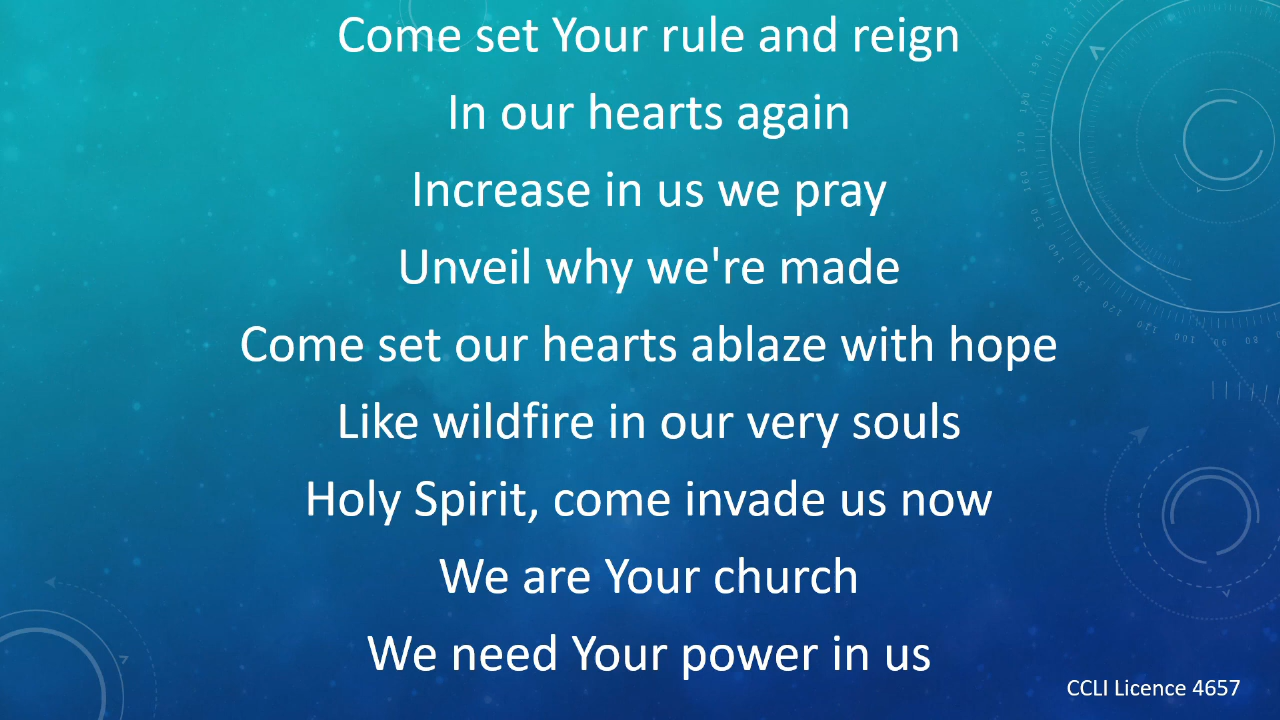 Come set Your rule and reign
In our hearts again
Increase in us we pray
Unveil why we're made
Come set our hearts ablaze with hope
Like wildfire in our very souls
Holy Spirit, come invade us now
We are Your church
We need Your power in us
CCLI Licence 4657